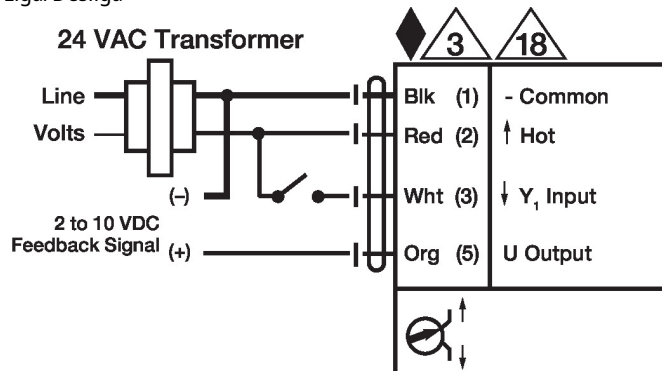 24 VAC Transformer
3
18
Line
Volts
Blk (1) - Common
Red (2) Hot
(–)
Wht (3) Y1 Input
2 to 10 VDC
Feedback Signal (+)
Org (5) U Output